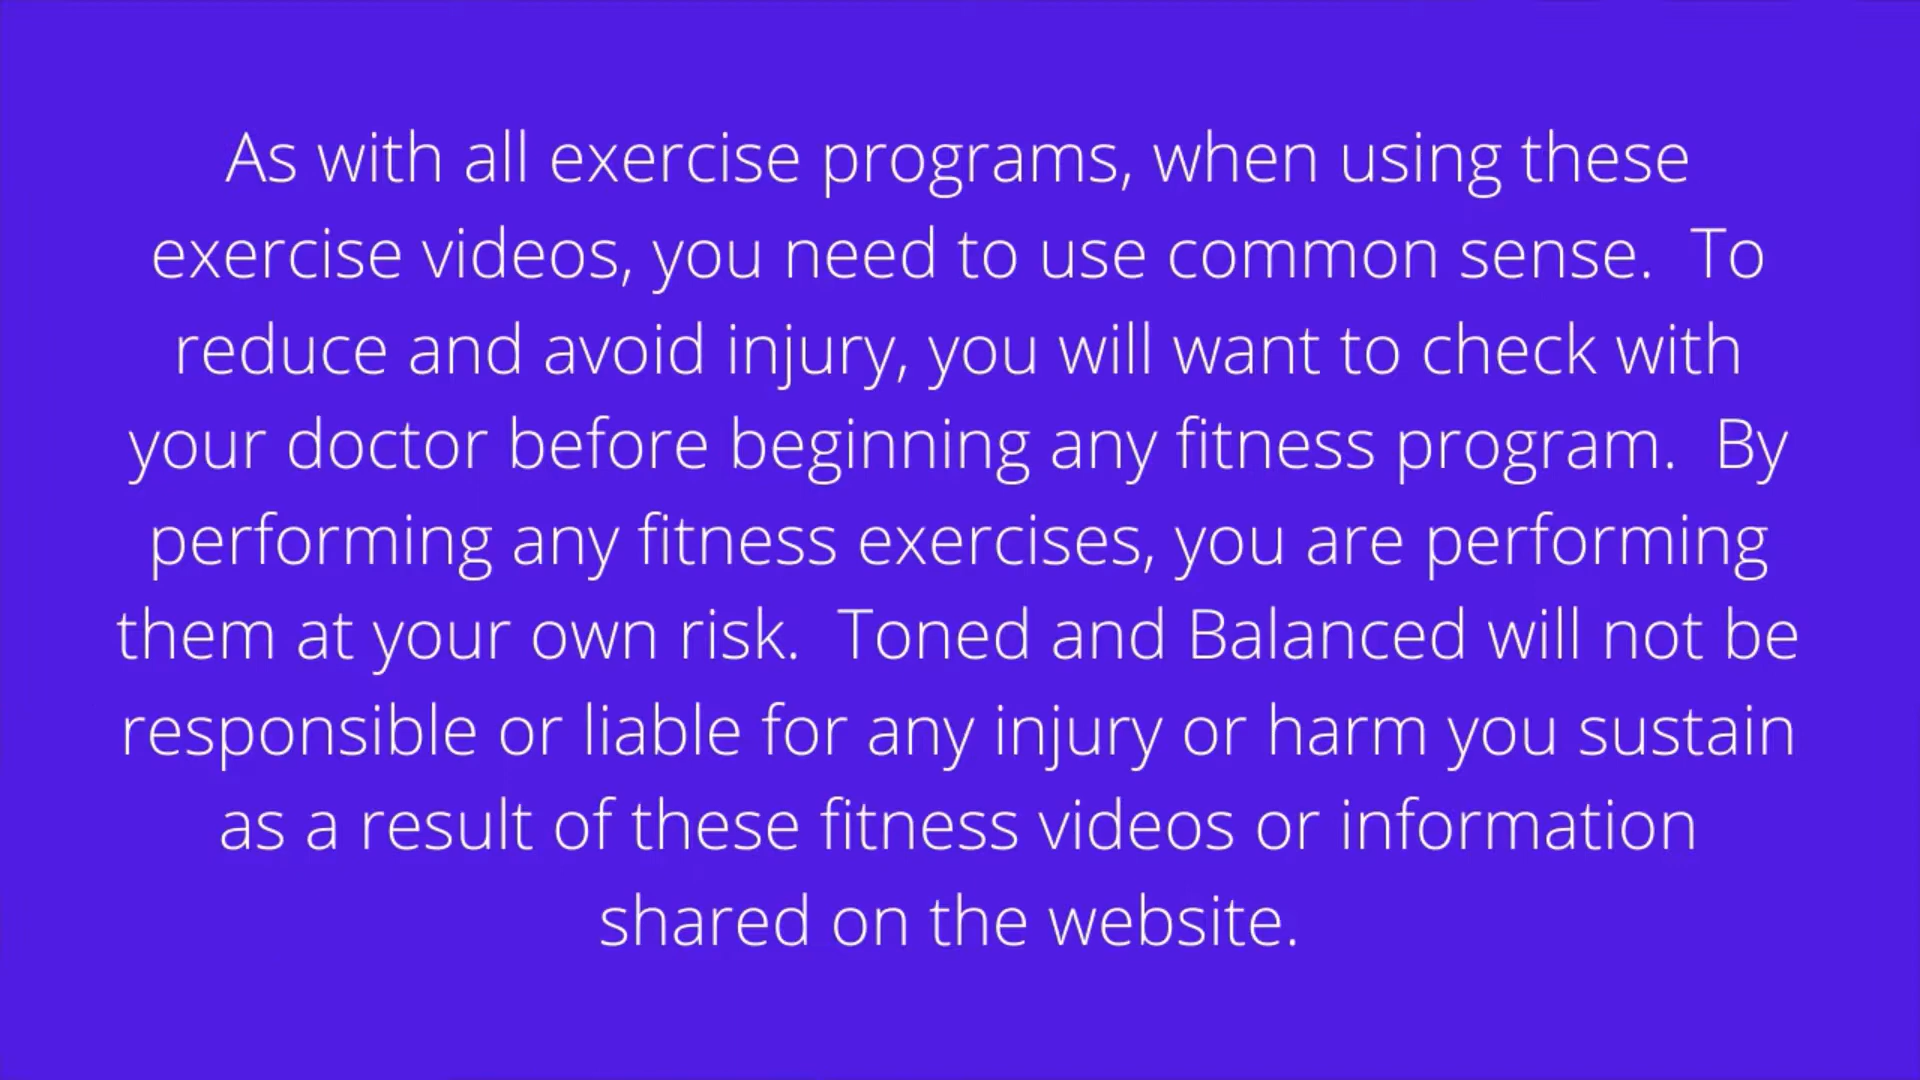 As with all exercise programs, when using these
exercise videos, you need to use common sense.  To
reduce and avoid injury, you will want to check with
your doctor before beginning any fitness program.  By
performing any fitness exercises, you are performing
them at your own risk.  Toned and Balanced will not be
responsible or liable for any injury or harm you sustain
as a result of these fitness videos or information
shared on the website.